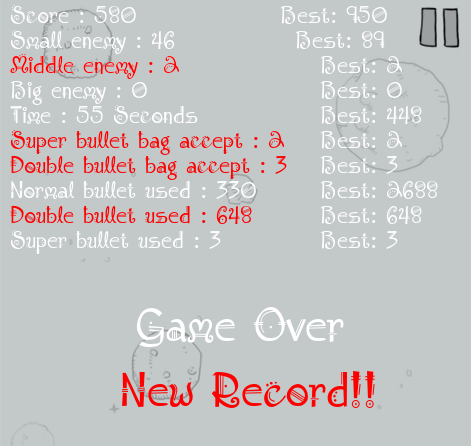 Score : 580 Best: 950
Small enemy : 46 Best: 89
Middle enemy : 2 Best: 2
Big enemy : 0 Best: 0
Time : 55 Seconds Best: 448
Super bullet bag accept : 2 Best: 2
Double bullet bag accept : 3 Best: 3
Normal bullet used : 330 Best: 2688
Double bullet used : 648 Best: 648
Super bullet used : 3 Best: 3
Game Over
New Record!!